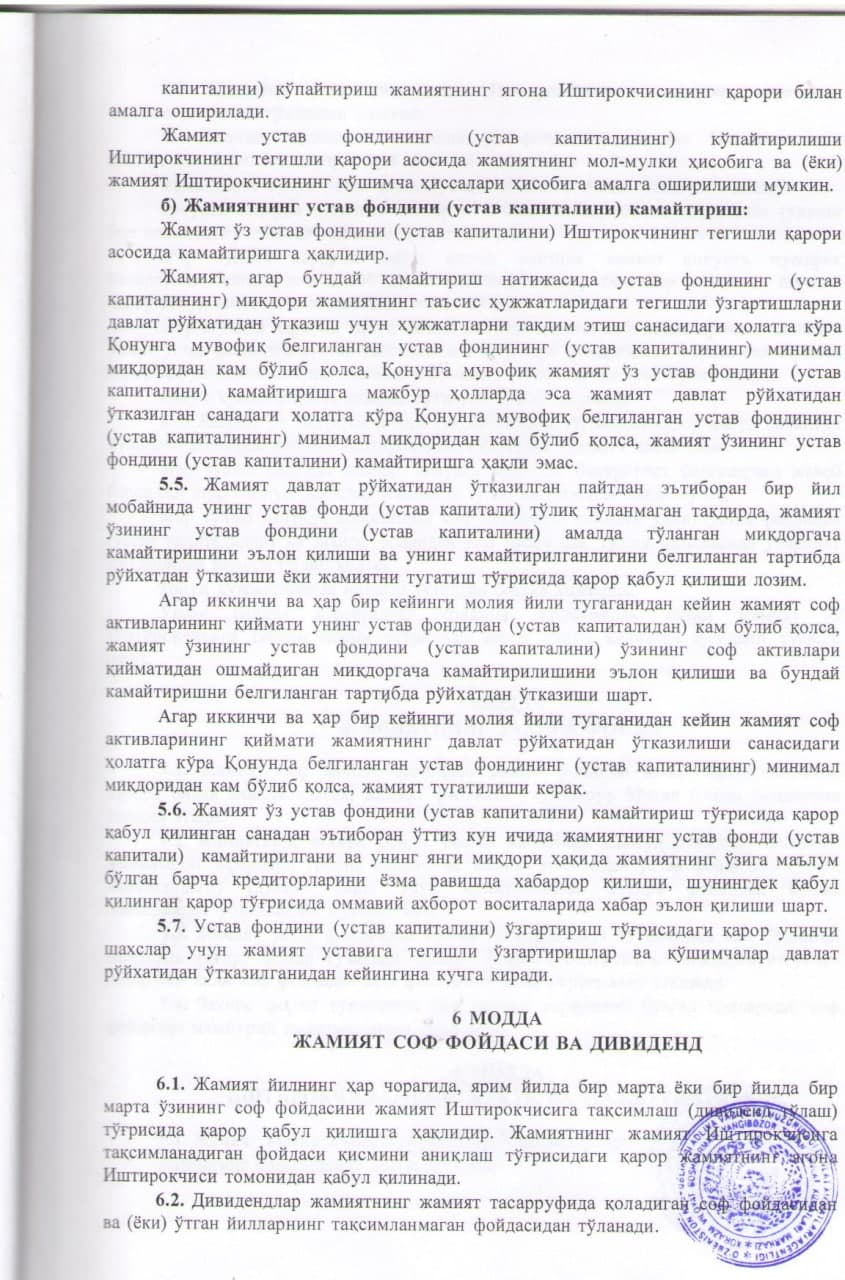 капиталини) кўпайтириш жамиятнинг ягона Иштирокчисининг қарори билан
амалга оширилади.
Жамият устав фондининг (устав капиталининг) кўпайтирилиши
Иштирокчининг тегишли қарори асосида жамиятнинг мол-мулки ҳисобига ва (ёки)
жамият Иштирокчисининг қўшимча ҳиссалари ҳисобига амалга оширилиши мумкин.
б) Жамиятнинг устав фондини (устав капиталини) камайтириш:
Жамият ўз устав фондини (устав капиталини) Иштирокчининг тегишли қарори
асосида камайтиришга ҳақлидир.
Жамият, агар бундай камайтириш натижасида устав фондининг (устав
капиталининг) миқдори жамиятнинг таъсис ҳужжатларидаги тегишли ўзгартишларни
давлат рўйхатидан ўтказиш учун ҳужжатларни тақдим этиш санасидаги ҳолатга кўра
Қонунга мувофиқ белгиланган устав фондининг (устав капиталининг) минимал
миқдоридан кам бўлиб қолса, Қонунга мувофиқ жамият ўз устав фондини (устав
капиталини) камайтиришга мажбур ҳолларда эса жамият давлат рўйхатидан
ўтказилган санадаги ҳолатга кўра Қонунга мувофиқ белгиланган устав фондининг
(устав капиталининг) минимал миқдоридан кам бўлиб қолса, жамият ўзининг устав
фондини (устав капиталини) камайтиришга ҳақли эмас.
5.5. Жамият давлат рўйхатидан ўтказилган пайтдан эътиборан бир йил
мобайнида унинг устав фонди (устав капитали) тўлиқ тўланмаган тақдирда, жамият
ўзининг устав фондини (устав капиталини) амалда тўланган миқдоргача
камайтиришини эълон қилиши ва унинг камайтирилганлигини белгиланган тартибда
рўйхатдан ўтказиши ёки жамиятни тугатиш тўғрисида қарор қабул қилиши лозим.
Агар иккинчи ва ҳар бир кейинги молия йили тугаганидан кейин жамият соф
активларининг қиймати унинг устав фондидан (устав капиталидан) кам бўлиб қолса,
жамият ўзининг устав фондини (устав капиталини) ўзининг соф активлари
қийматидан ошмайдиган миқдоргача камайтирилишини эълон қилиши ва бундай
камайтиришни белгиланган тартибда рўйхатдан ўтказиши шарт.
Агар иккинчи ва ҳар бир кейинги молия йили тугаганидан кейин жамият соф
активларининг қиймати жамиятнинг давлат рўйхатидан ўтказилиши санасидаги
ҳолатга кўра Қонунда белгиланган устав фондининг (устав капиталининг) минимал
миқдоридан кам бўлиб қолса, жамият тугатилиши керак.
5.6. Жамият ўз устав фондини (устав капиталини) камайтириш тўғрисида қарор
қабул қилинган санадан эътиборан ўттиз кун ичида жамиятнинг устав фонди (устав
капитали) камайтирилгани ва унинг янги миқдори ҳақида жамиятнинг ўзига маълум
бўлган барча кредиторларини ёзма равишда хабардор қилиши, шунингдек қабул
қилинган қарор тўғрисида оммавий ахборот воситаларида хабар эълон қилиши шарт.
5.7. Устав фондини (устав капиталини) ўзгартириш тўғрисидаги қарор учинчи
шахслар учун жамият уставига тегишли ўзгартиришлар ва қўшимчалар давлат
рўйхатидан ўтказилганидан кейингина кучга киради.
6 МОДДА
ЖАМИЯТ СОФ ФОЙДАСИ ВА ДИВИДЕНД
6.1. Жамият йилнинг ҳар чорагида, ярим йилда бир марта ёки бир йилда бир
марта ўзининг соф фойдасини жамият Иштирокчисига тақсимлаш (дивиденд тўлаш)
тўғрисида қарор қабул қилишга ҳақлидир. Жамиятнинг жамият Иштирокчисига
тақсимланадиган фойдаси қисмини аниқлаш тўғрисидаги қарор жамиятнинг ягона
Иштирокчиси томонидан қабул қилинади.
6.2. Дивидендлар жамиятнинг жамият тасарруфида қоладиган соф фойдасидан
ва (ёки) ўтган йилларнинг тақсимланмаган фойдасидан тўланади.